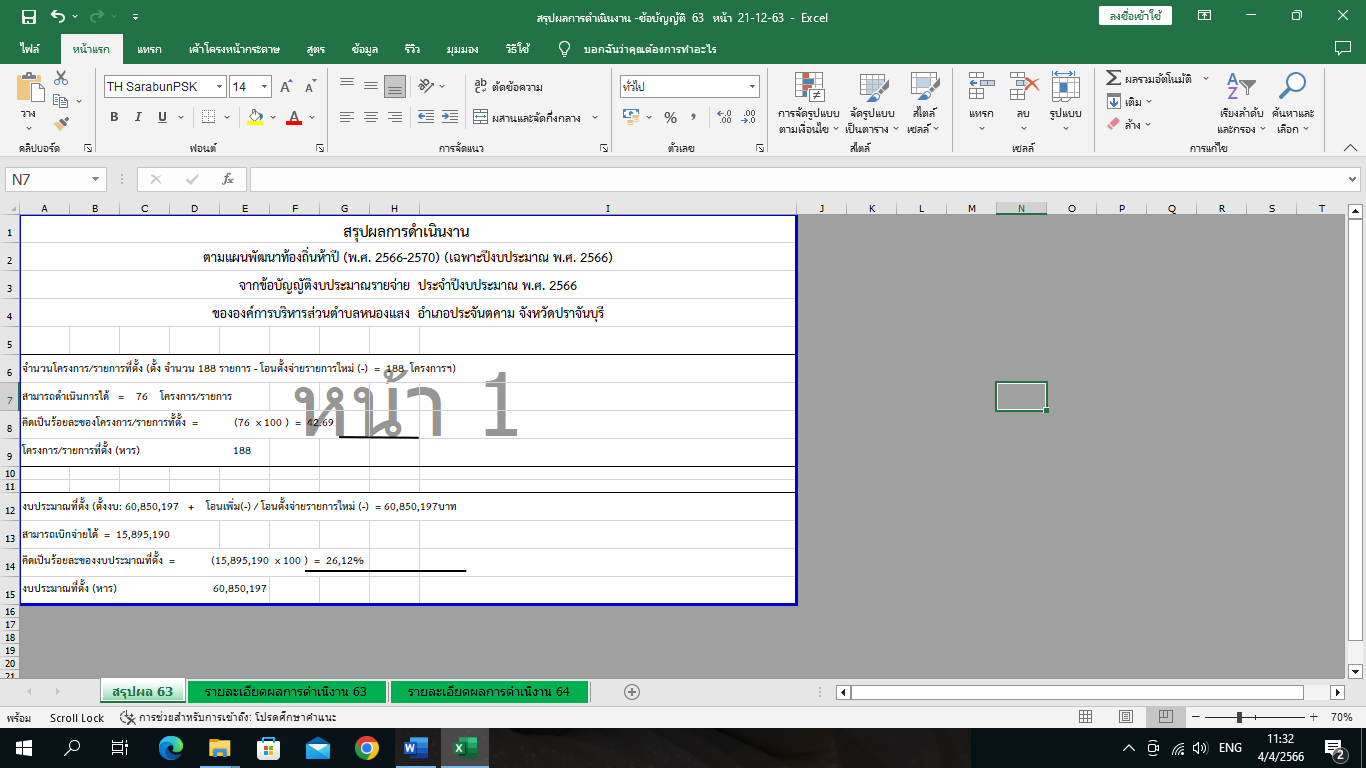 สรุปผลการดำเนินงาน -ข้อบัญญัติ 63 หน้า 21-12-63 - Excel
ลงชื่อเข้าใช้
ไฟล์ หน้าแรก แทรก เค้าโครงหน้ากระดาษ สูตร ข้อมูล รีวิว มุมมอง วิธีใช้ บอกฉันว่าคุณต้องการทำอะไร
TH SarabunPSK 14 ab ตัดข้อความ ทั่วไป
ผลรวมอัตโนมัติ
วาง
B I U A
ผสานและจัดกึ่งกลาง
% ,
การจัดรูปแบบตามเงื่อนไข
จัดรูปแบบเป็นตาราง
สไตล์เซลล์
แทรก ลบ รูปแบบ
เติม
ล้าง
เรียงลำดับและกรอง
ค้นหาและเลือก
คลิปบอร์ด ฟอนต์ การจัดแนว ตัวเลข สไตล์ เซลล์ การแก้ไข
N7 fx
A B C D E F G H I J K L M N O P Q R S T
1 สรุปผลการดำเนินงาน
2 ตามแผนพัฒนาท้องถิ่นห้าปี (พ.ศ. 2566-2570) (เฉพาะปีงบประมาณ พ.ศ. 2566)
3 จากข้อบัญญัติงบประมาณรายจ่าย ประจำปีงบประมาณ พ.ศ. 2566
4 ขององค์การบริหารส่วนตำบลหนองแสง อำเภอประจันตคาม จังหวัดปราจันบุรี
5
6 จำนวนโครงการ/รายการที่ตั้ง (ตั้ง จำนวน 188 รายการ - โอนตั้งจ่ายรายการใหม่ (-) = 188 โครงการฯ)
7 สามารถดำเนินการได้ = 76 โครงการ/รายการ
หน้า 1
8 คิดเป็นร้อยละของโครงการ/รายการที่ตั้ง = (76 x 100 ) = 42.69
9 โครงการ/รายการที่ตั้ง (หาร) 188
10
11
12 งบประมาณที่ตั้ง (ตั้งงบ: 60,850,197 + โอนเพิ่ม(-) / โอนตั้งจ่ายรายการใหม่ (-) = 60,850,197บาท
13 สามารถเบิกจ่ายได้ = 15,895,190
14 คิดเป็นร้อยละของงบประมาณที่ตั้ง = (15,895,190 x 100 ) = 26,12%
15 งบประมาณที่ตั้ง (หาร) 60,850,197
16
17
18
19
20
21
สรุปผล 63 รายละเอียดผลการดำเนิงาน 63 รายละเอียดผลการดำเนิงาน 64
พร้อม Scroll Lock การช่วยสำหรับการเข้าถึง: โปรดศึกษาคำแนะ 70%
ENG 11:32
4/4/2566
2